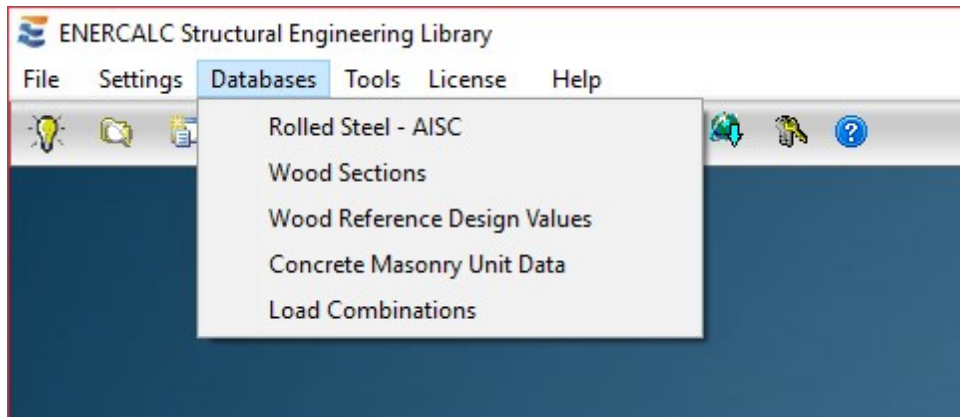 ENERCALC Structural Engineering Library
File Settings Databases Tools License Help
Rolled Steel - AISC
Wood Sections
Wood Reference Design Values
Concrete Masonry Unit Data
Load Combinations